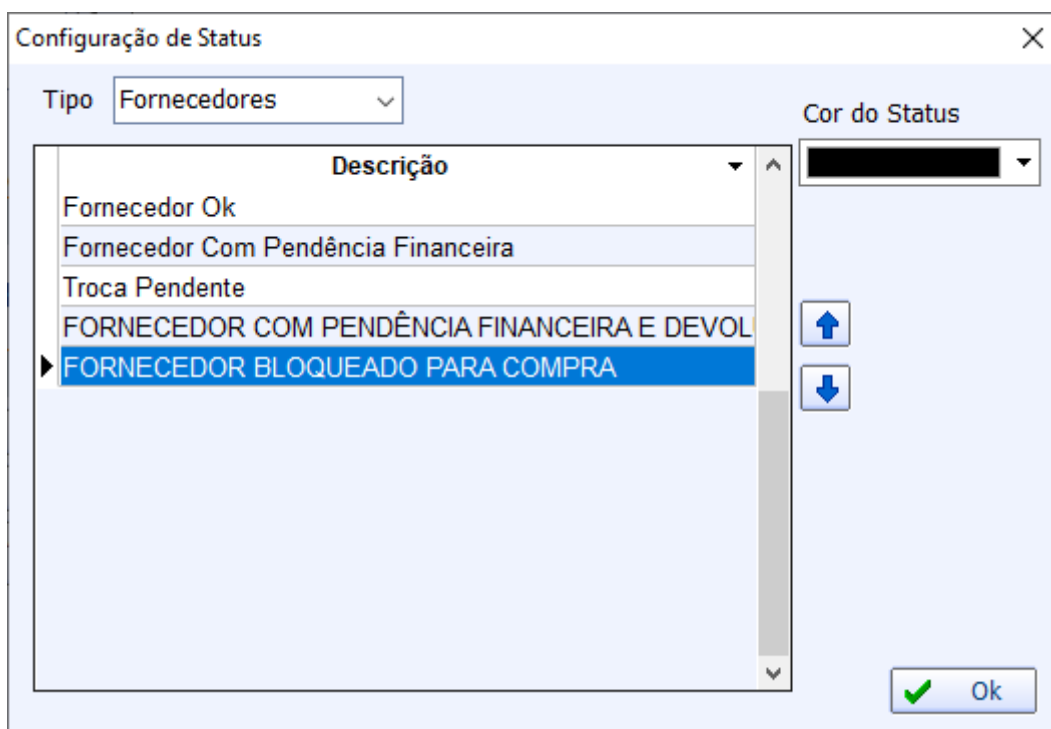 Configuração de Status
Tipo
Fornecedores
Cor do Status
Descrição
Fornecedor Ok
Fornecedor Com Pendência Financeira
Troca Pendente
FORNECEDOR COM PENDÊNCIA FINANCEIRA E DEVOL
FORNECEDOR BLOQUEADO PARA COMPRA
Ok